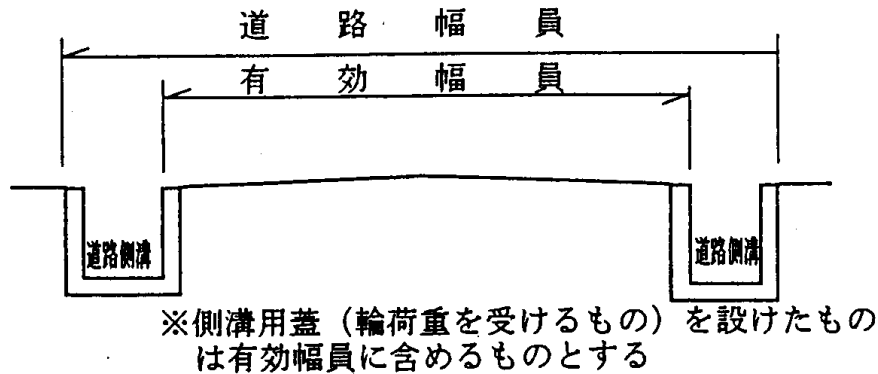 道路幅員
有効幅員
道路側溝
道路側溝
※側溝用蓋（輪荷重を受けるもの）を設けたもの
は有効幅員に含めるものとする